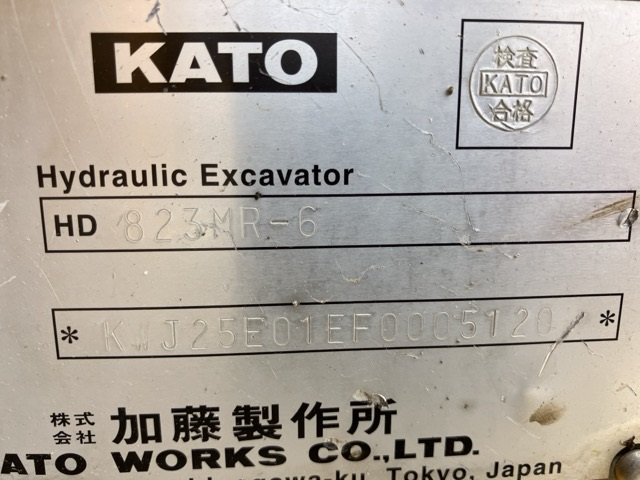 KATO
検査
KATO
合格
Hydraulic Excavator
HD 823MR-6
* KWJ25E01EF0005120 *
株式会社 加藤製作所
ATO WORKS CO.,LTD.
Tokyo, Japan